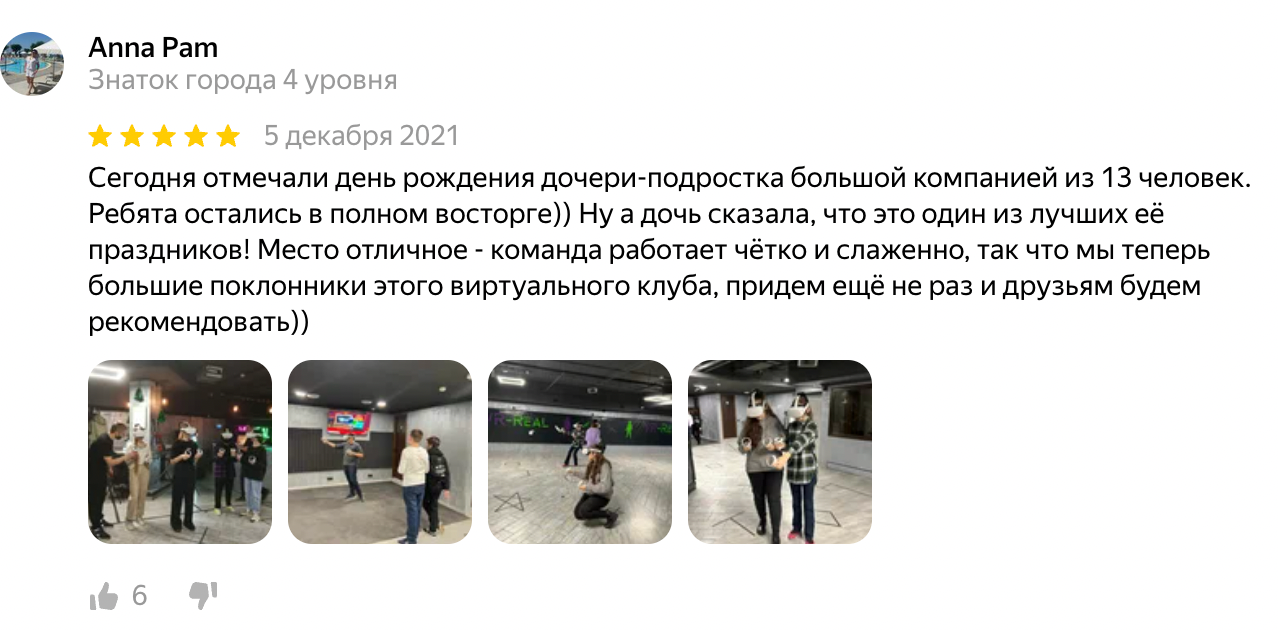 Anna Pam
Знаток города 4 уровня
5 декабря 2021
Сегодня отмечали день рождения дочери-подростка большой компанией из 13 человек.
Ребята остались в полном восторге)) Ну а дочь сказала, что это один из лучших её
праздников! Место отличное - команда работает чётко и слаженно, так что мы теперь
большие поклонники этого виртуального клуба, придем ещё не раз и друзьям будем
рекомендовать))
6